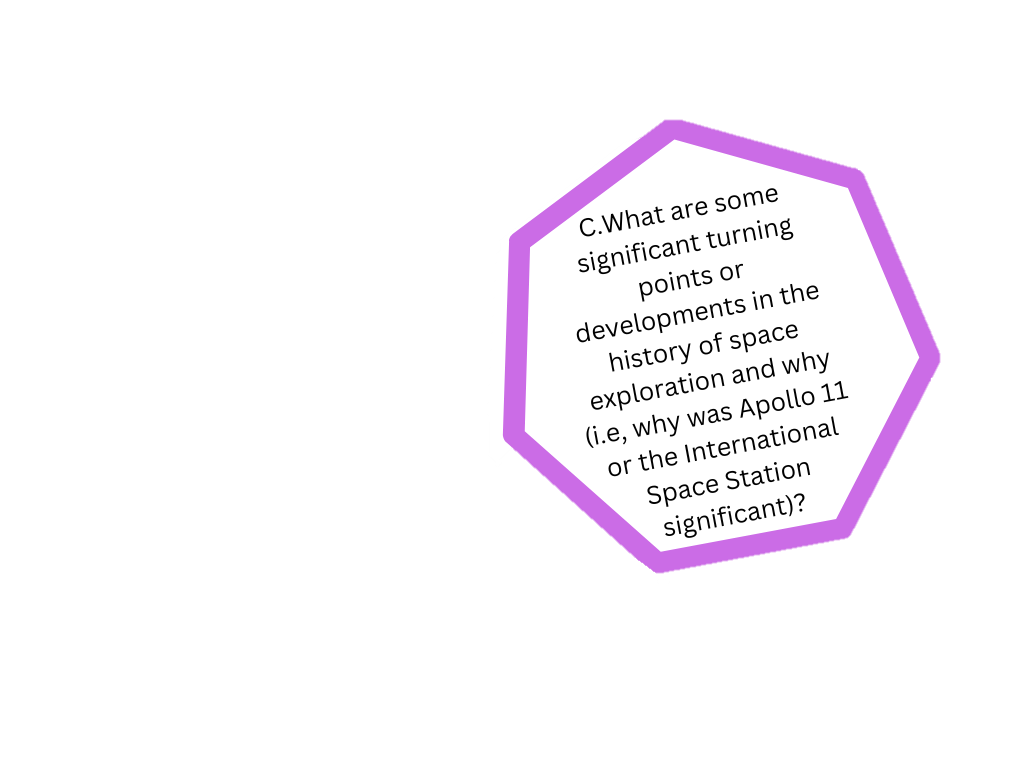 C.What are some
significant turning
points or
developments in the
history of space
exploration and why
(i.e, why was Apollo 11
or the International
Space Station
significant)?